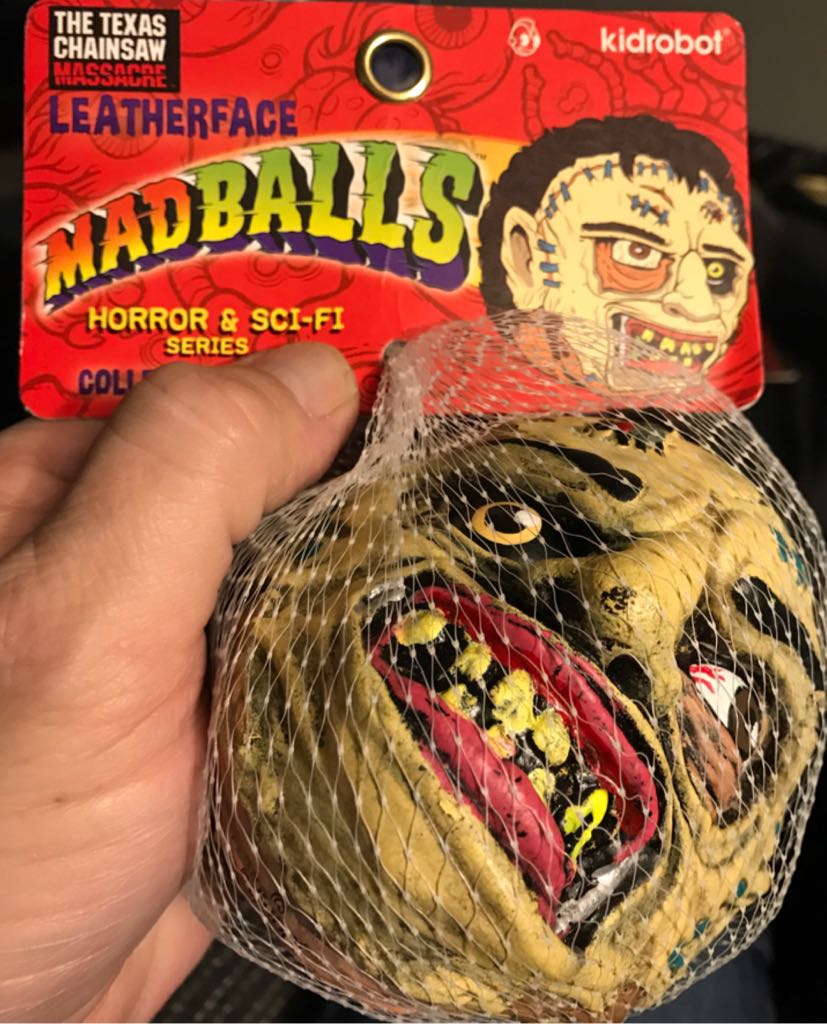 THE TEXAS
CHAINSAW
MASSACRE
kidrobot
LEATHERFACE
MADBALLS
HORROR & SCI-FI
SERIES